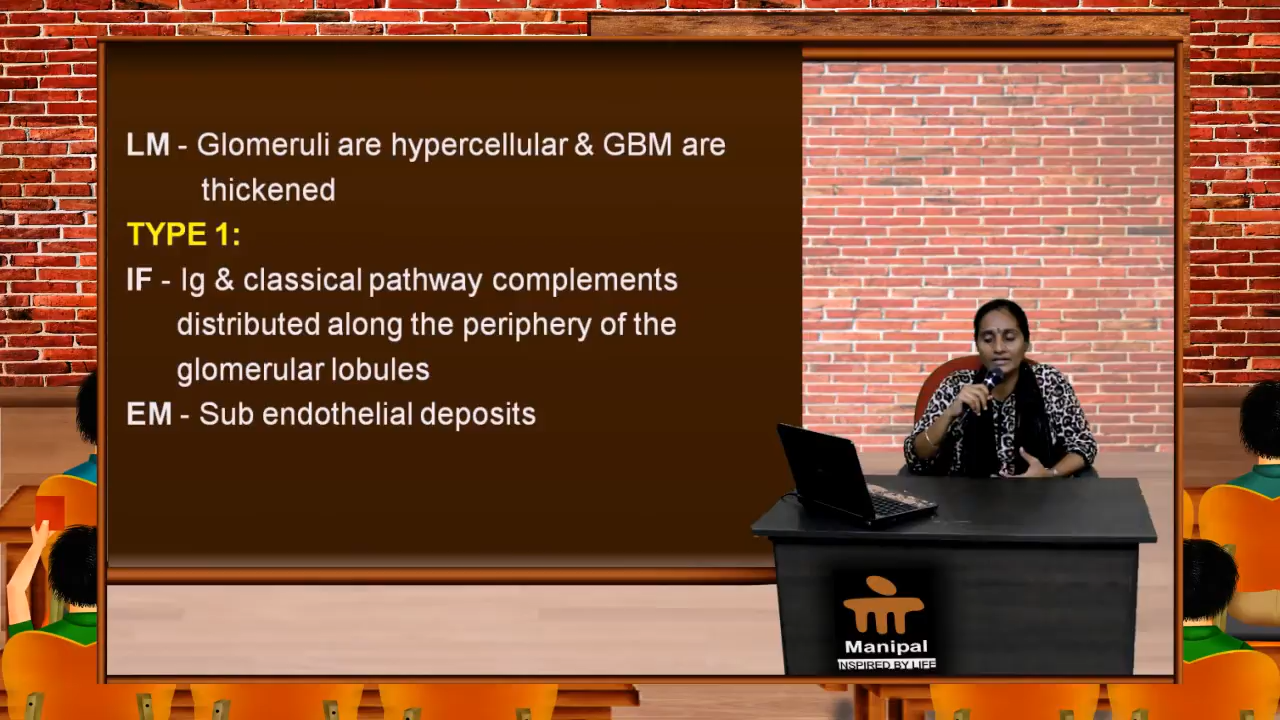 LM - Glomeruli are hypercellular & GBM are
thickened
TYPE 1:
IF - Ig & classical pathway complements
distributed along the periphery of the
glomerular lobules
EM - Sub endothelial deposits
Manipal
INSPIRED BY LIFE